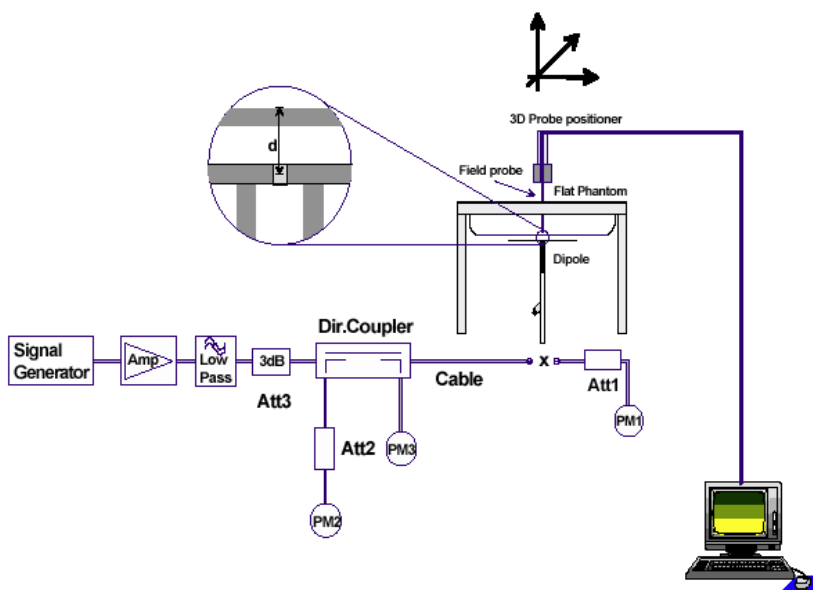 3D Probe positioner
d
Field probe
Flat Phantom
Dipole
Dir.Coupler
Signal
Generator
Amp
Low
Pass
3dB
Att3
Cable
x
Att1
PM1
Att2
PM3
PM2